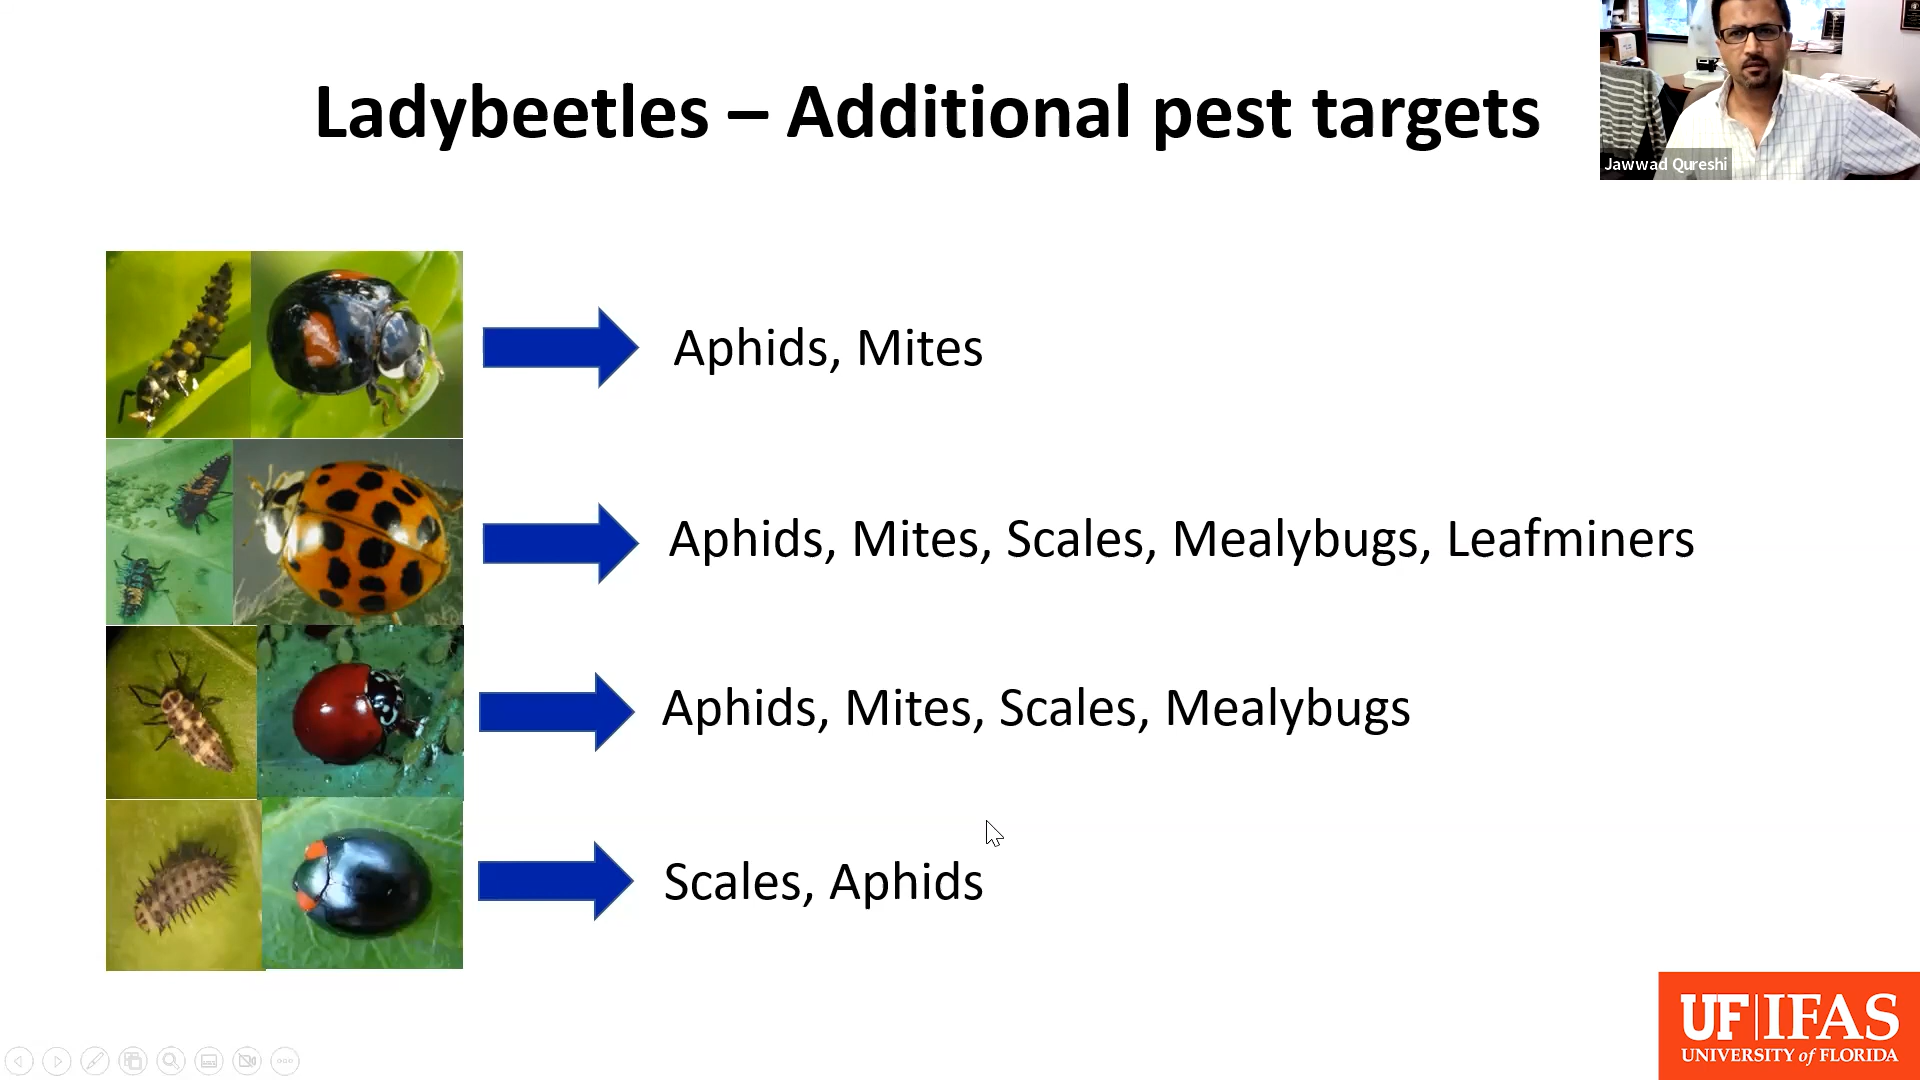 Ladybeetles – Additional pest targets
Jawwad Qureshi
Aphids, Mites
Aphids, Mites, Scales, Mealybugs, Leafminers
Aphids, Mites, Scales, Mealybugs
Scales, Aphids
UF|IFAS
UNIVERSITY of FLORIDA